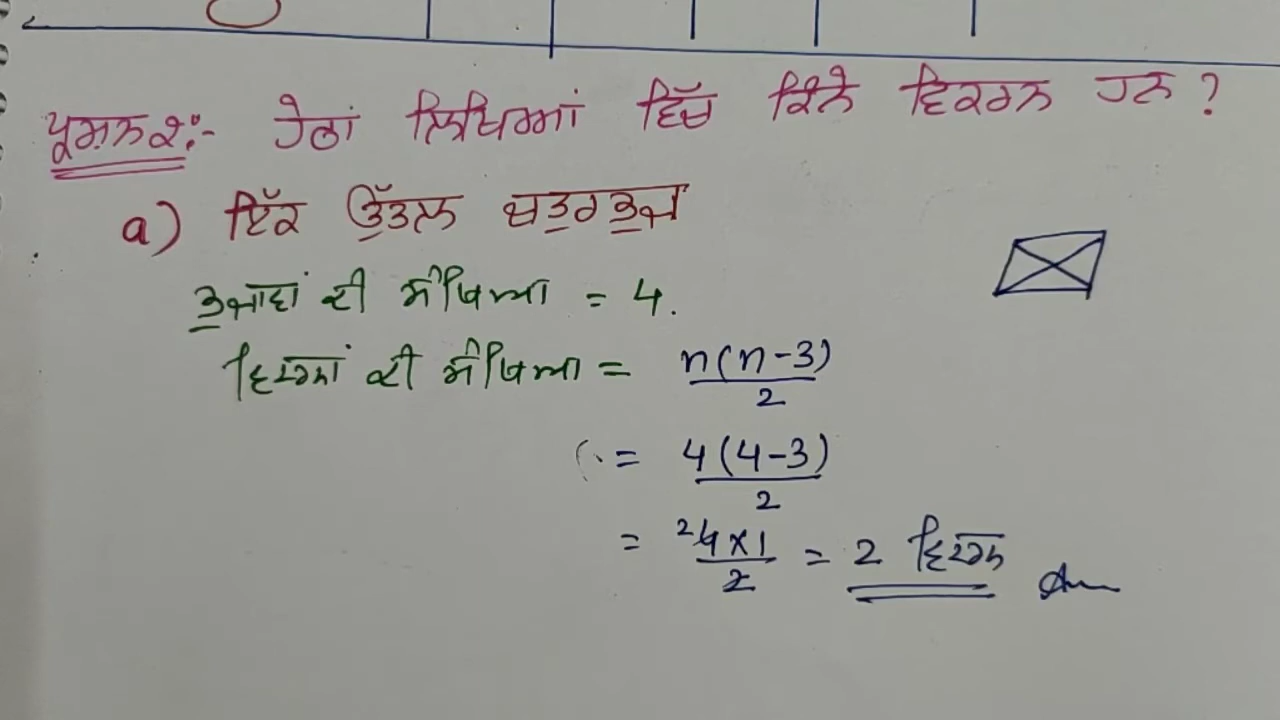 ਪ੍ਰਸ਼ਨ ੨:- ਹੇਠਾਂ ਲਿਖਿਆਂ ਵਿੱਚ ਕਿੰਨੇ ਵਿਕਰਨ ਹਨ ?
a) ਇੱਕ ਉੱਤਲ ਚਤੁਰਭੁਜ
ਭੁਜਾਵਾਂ ਦੀ ਸੰਖਿਆ = 4.
ਵਿਕਰਨਾਂ ਦੀ ਸੰਖਿਆ = n(n-3)/2
= 4(4-3)/2
= 4×1/2 = 2 ਵਿਕਰਨ Ans